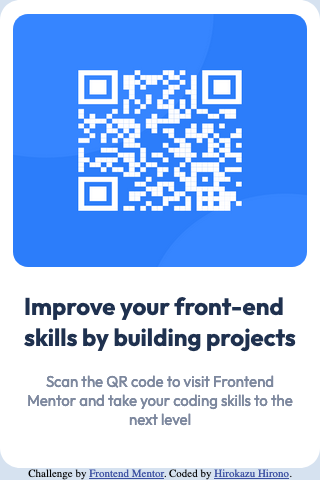 Improve your front-end
skills by building projects
Scan the QR code to visit Frontend
Mentor and take your coding skills to the
next level
Challenge by Frontend Mentor. Coded by Hirokazu Hirono.